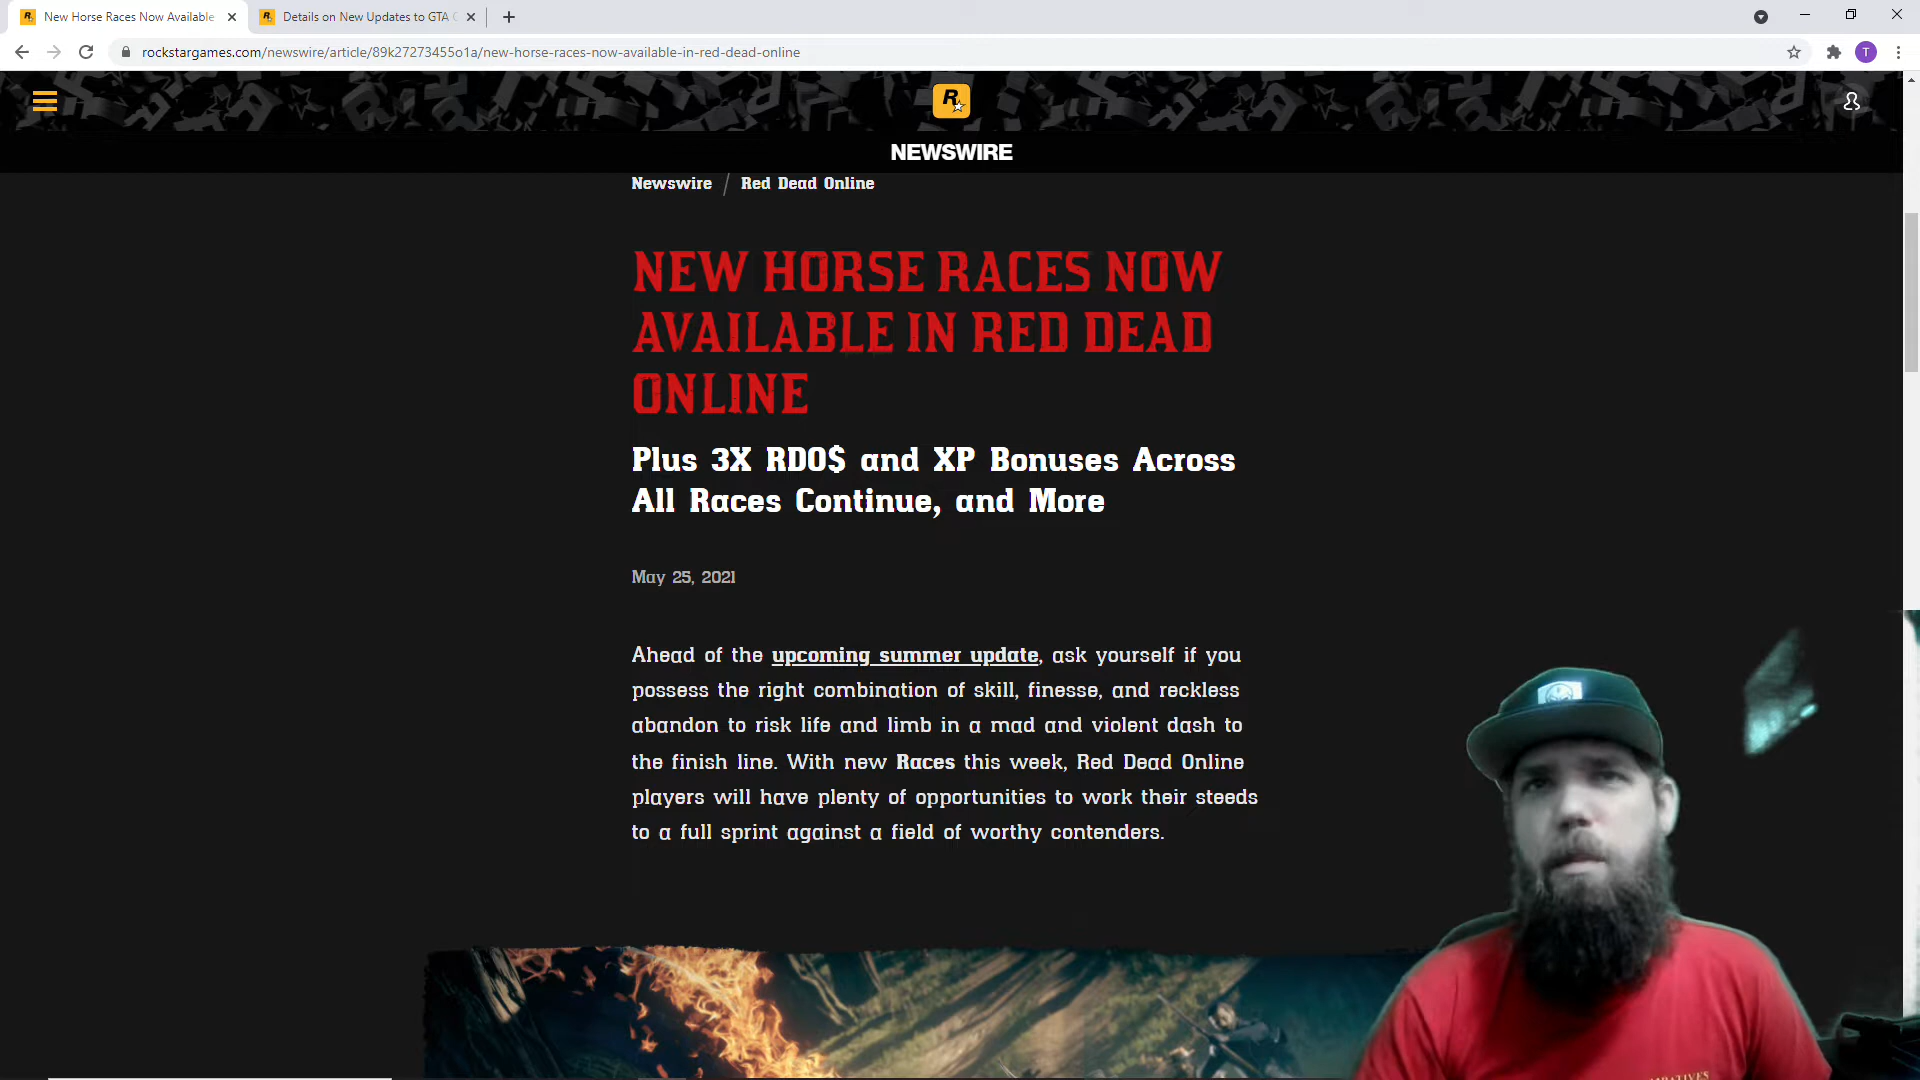 New Horse Races Now Available
Details on New Updates to GTA
rockstargames.com/newswire/article/89k27273455o1a/new-horse-races-now-available-in-red-dead-online
T
R
NEWSWIRE
Newswire / Red Dead Online
NEW HORSE RACES NOW
AVAILABLE IN RED DEAD
ONLINE
Plus 3X RDO$ and XP Bonuses Across
All Races Continue, and More
May 25, 2021
Ahead of the upcoming summer update, ask yourself if you
possess the right combination of skill, finesse, and reckless
abandon to risk life and limb in a mad and violent dash to
the finish line. With new Races this week, Red Dead Online
players will have plenty of opportunities to work their steeds
to a full sprint against a field of worthy contenders.